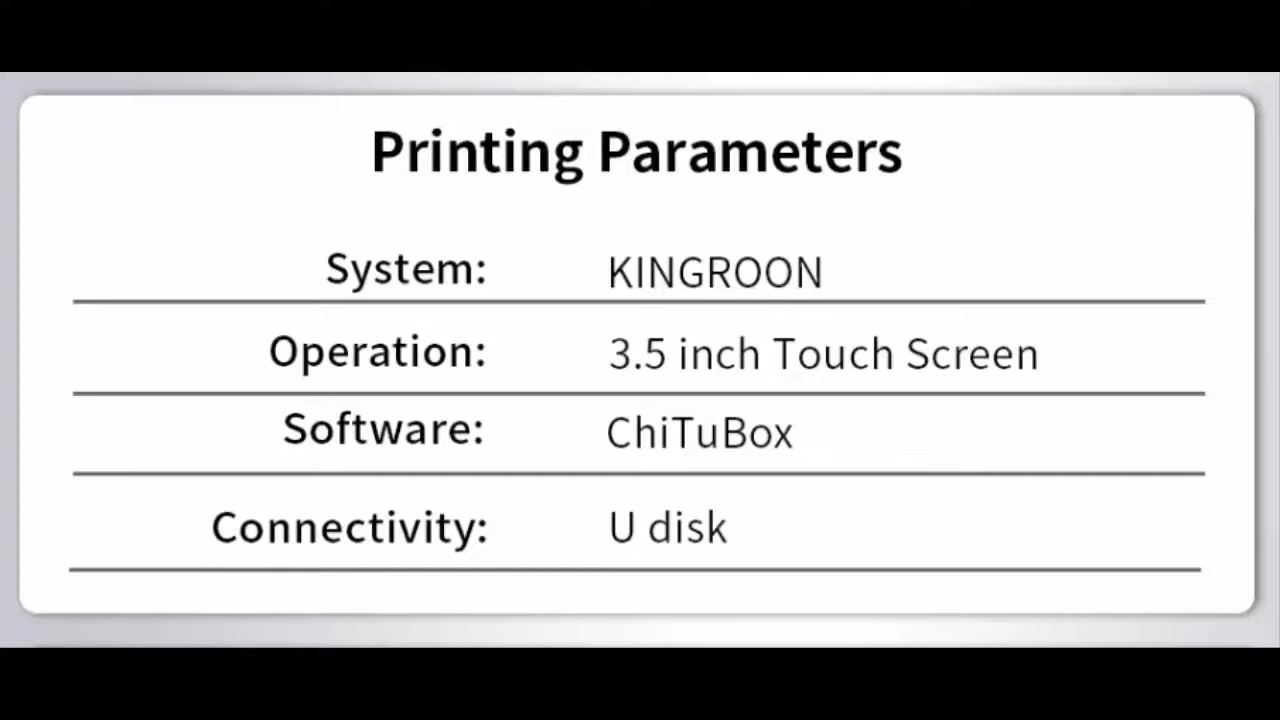 Printing Parameters
System: KINGROON
Operation: 3.5 inch Touch Screen
Software: ChiTuBox
Connectivity: U disk